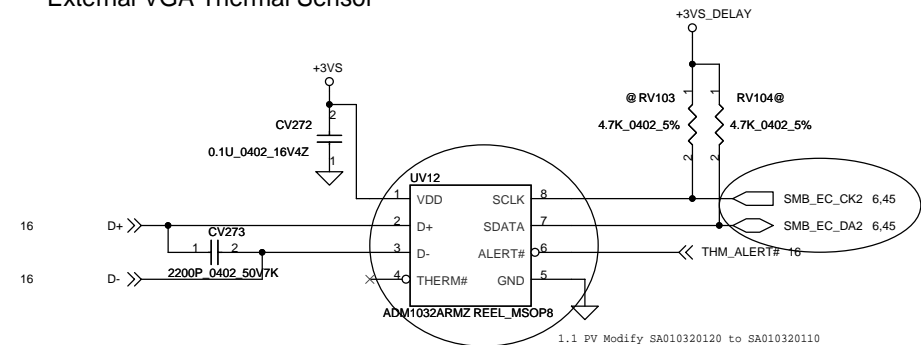 External VGA Thermal Sensor
+3VS_DELAY
+3VS
@ RV103
RV104@
CV272
4.7K_0402_5%
4.7K_0402_5%
0.1U_0402_16V4Z
2
1
1
1
2
2
UV12
1 VDD
SCLK 8
SMB_EC_CK2 6,45
16 D+
2 D+
SDATA 7
SMB_EC_DA2 6,45
CV273
1 2
3 D-
ALERT# 6
THM_ALERT# 16
16 D-
2200P_0402_50V7K
4 THERM#
GND 5
ADM1032ARMZ REEL_MSOP8
1.1 PV Modify SA010320120 to SA010320110